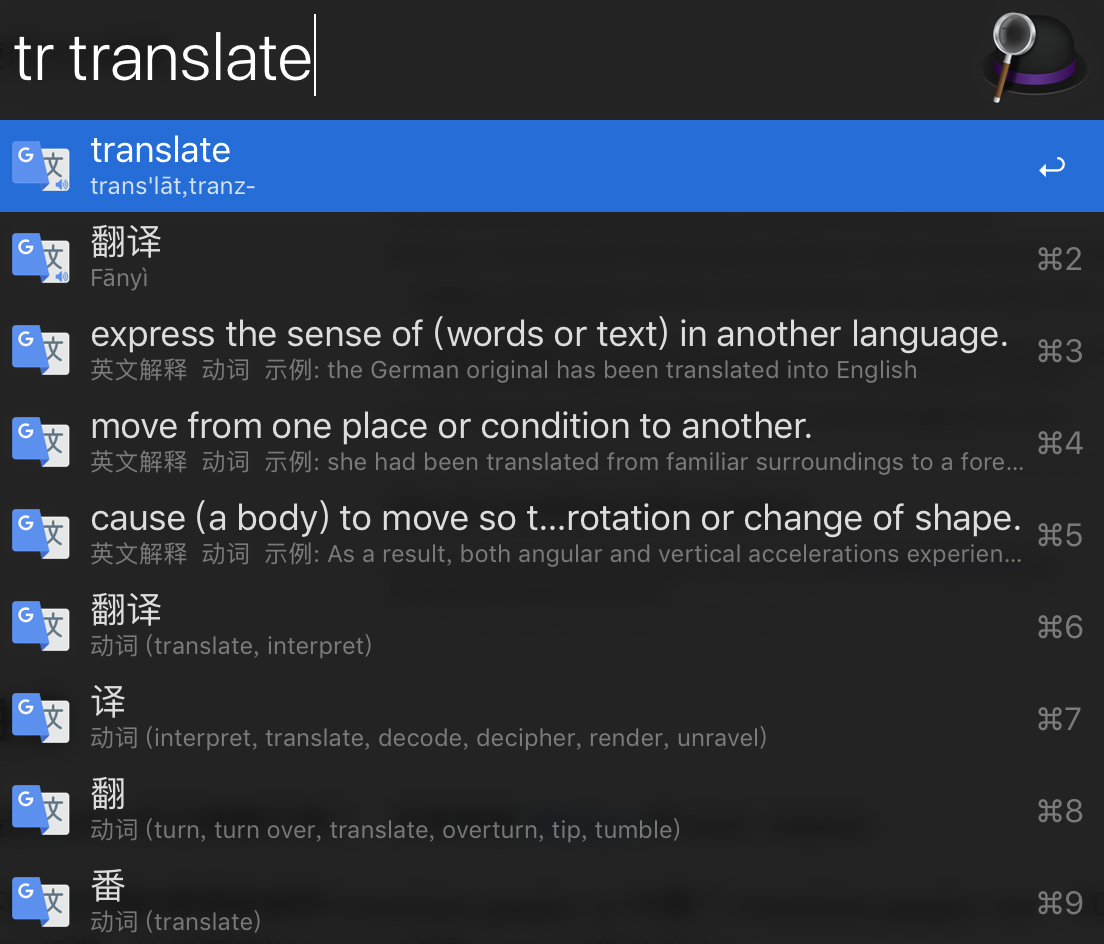 tr translate
translate
trans'lāt,tranz-
翻译
Fānyì
⌘2
express the sense of (words or text) in another language.
英文解释 动词 示例: the German original has been translated into English
⌘3
move from one place or condition to another.
英文解释 动词 示例: she had been translated from familiar surroundings to a fore...
⌘4
cause (a body) to move so t...rotation or change of shape.
英文解释 动词 示例: As a result, both angular and vertical accelerations experien...
⌘5
翻译
动词 (translate, interpret)
⌘6
译
动词 (interpret, translate, decode, decipher, render, unravel)
⌘7
翻
动词 (turn, turn over, translate, overturn, tip, tumble)
⌘8
番
动词 (translate)
⌘9